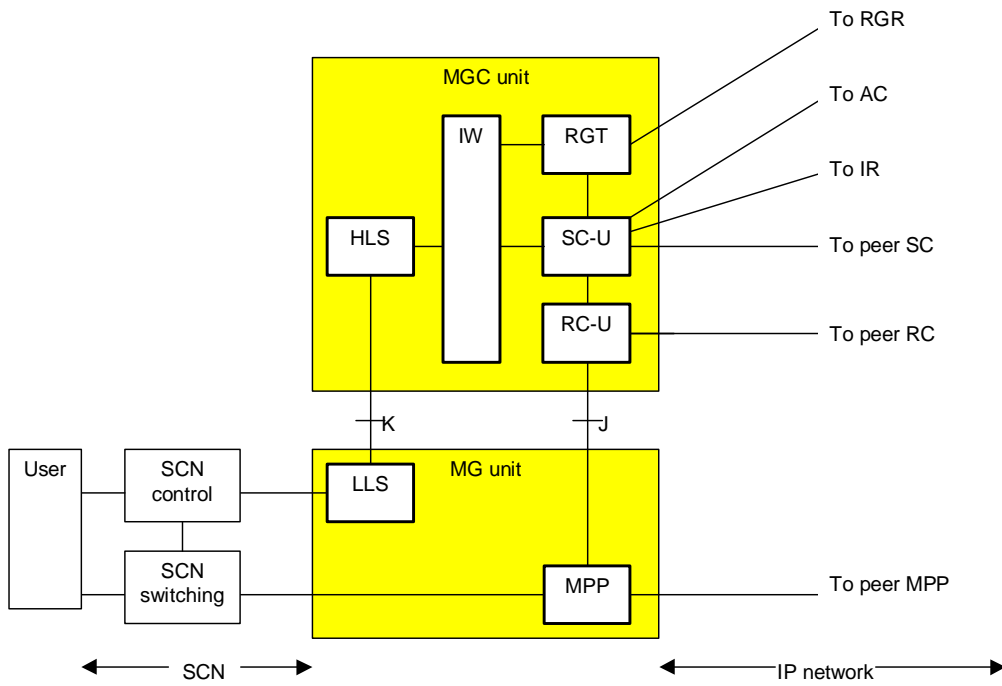 To RGR
MGC unit
To AC
IW
RGT
To IR
HLS
SC-U
To peer SC
RC-U
To peer RC
K
J
User
SCN
control
MG unit
LLS
SCN
switching
MPP
To peer MPP
SCN
IP network